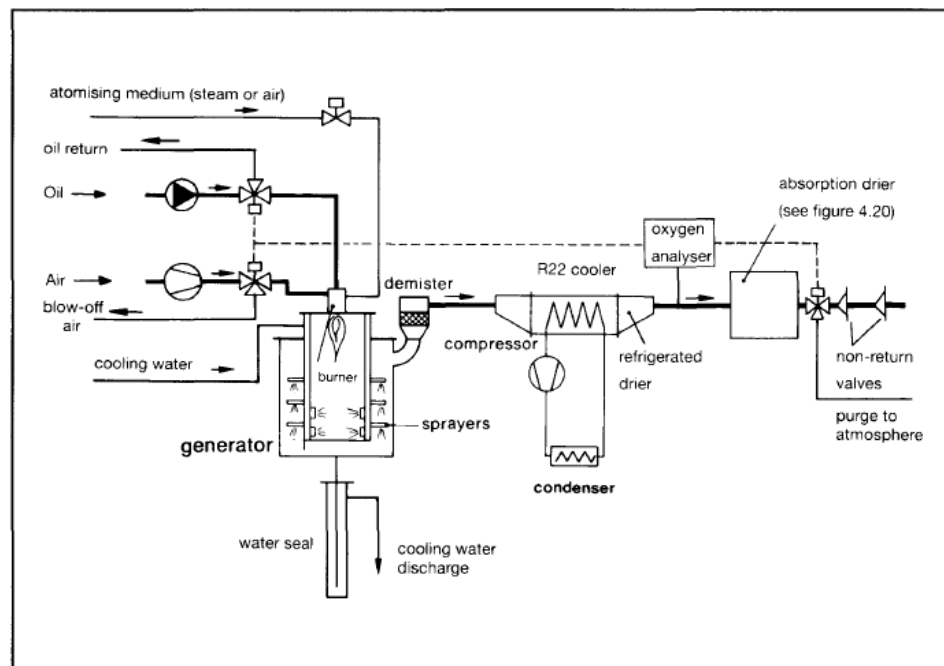 atomising medium (steam or air)
oil return
Oil
absorption drier
(see figure 4.20)
oxygen
analyser
R22 cooler
Air
demister
blow-off
air
compressor
refrigerated
drier
non-return
valves
cooling water
burner
purge to
atmosphere
sprayers
generator
condenser
water seal
cooling water
discharge